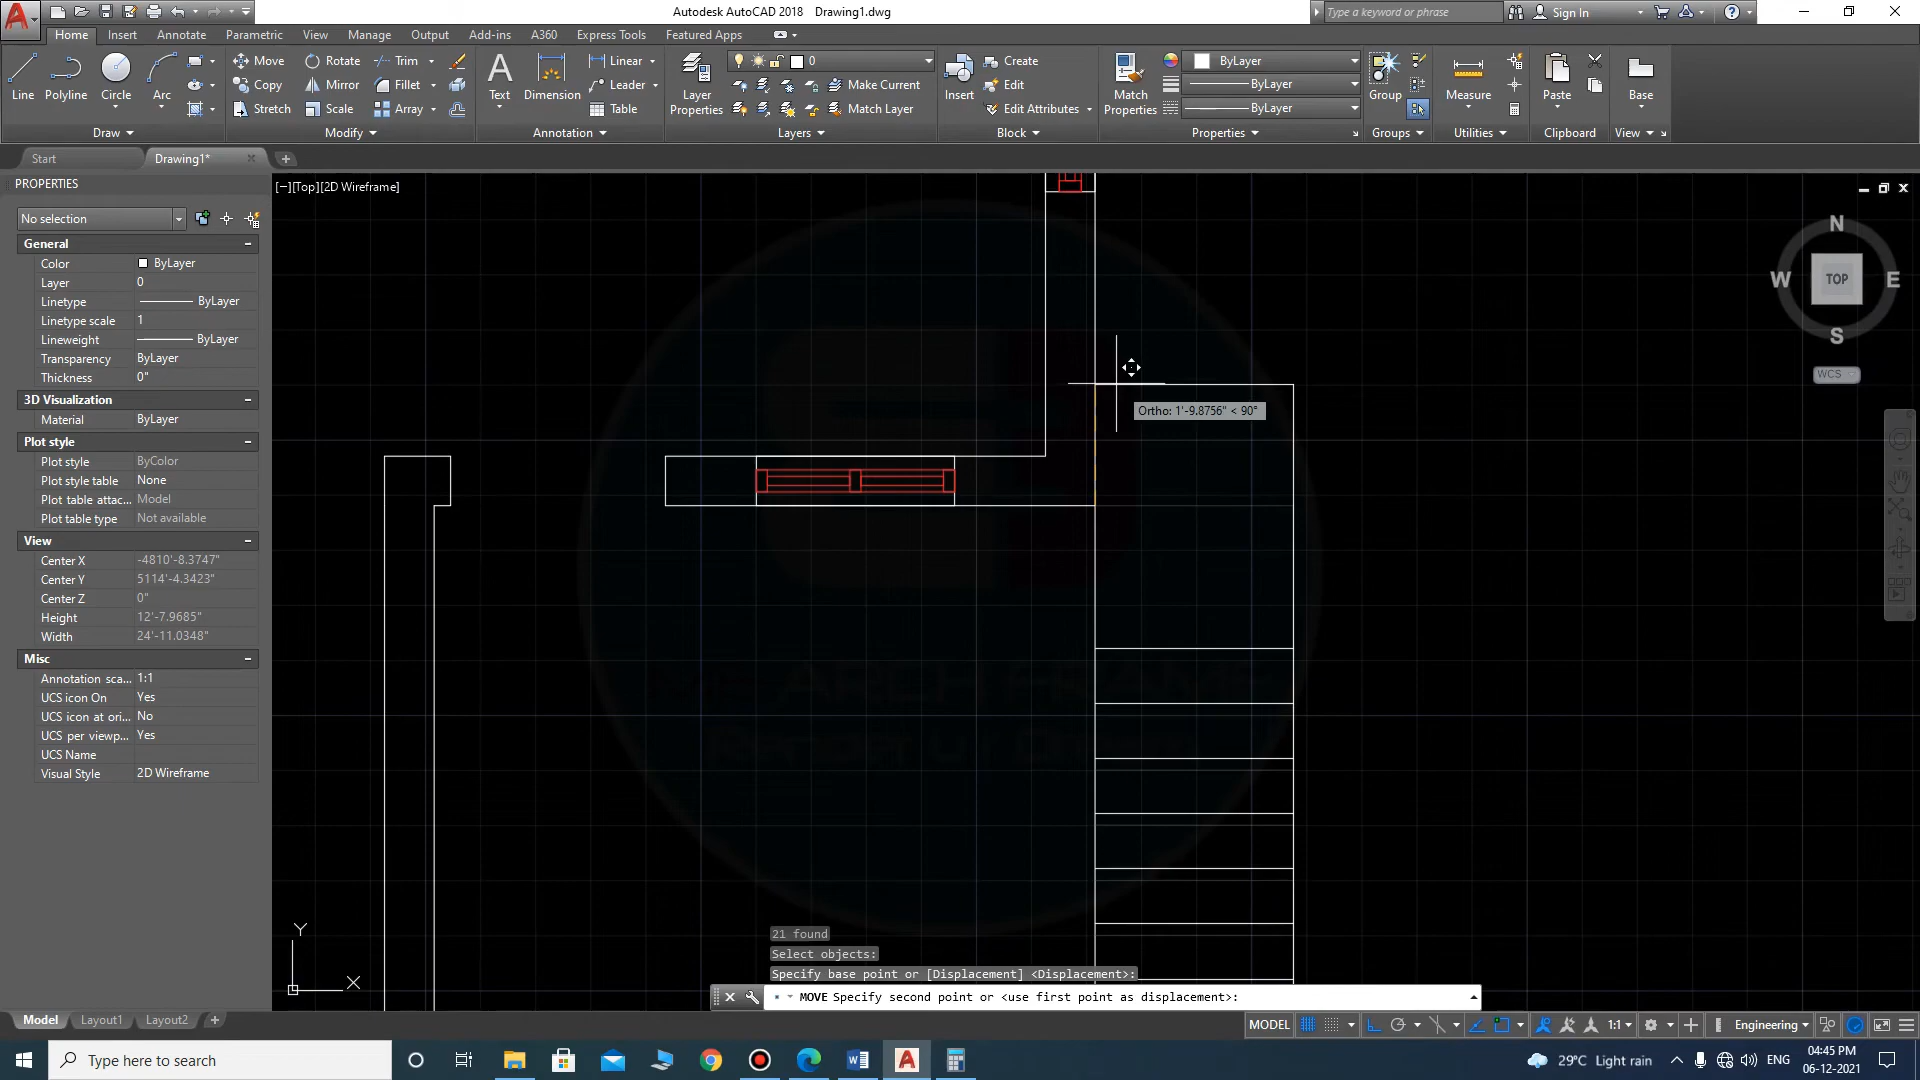 Autodesk AutoCAD 2018 Drawing1.dwg
Type a keyword or phrase
Sign In
Home Insert Annotate Parametric View Manage Output Add-ins A360 Express Tools Featured Apps
Line Polyline Circle Arc
Move Rotate Trim
Copy Mirror Fillet
Stretch Scale Array
Text Dimension
Linear
Leader
Table
Layer Properties
0
Make Current
Match Layer
Insert
Create
Edit
Edit Attributes
Match Properties
ByLayer
ByLayer
ByLayer
Group Measure Paste Base
Draw Modify Annotation Layers Block Properties Groups Utilities Clipboard View
Start Drawing1*
PROPERTIES
[−][Top][2D Wireframe]
No selection
General
Color ByLayer
Layer 0
Linetype ByLayer
Linetype scale 1
Lineweight ByLayer
Transparency ByLayer
Thickness 0"
3D Visualization
Material ByLayer
Plot style
Plot style ByColor
Plot style table None
Plot table attac... Model
Plot table type Not available
View
Center X -4810'-8.3747"
Center Y 5114'-4.3423"
Center Z 0"
Height 12'-7.9685"
Width 24'-11.0348"
Misc
Annotation sca... 1:1
UCS icon On Yes
UCS icon at ori... No
UCS per viewp... Yes
UCS Name
Visual Style 2D Wireframe
N
W TOP E
S
WCS
Ortho: 1'-9.8756" < 90°
Y
X
21 found
Select objects:
Specify base point or [Displacement] <Displacement>:
MOVE Specify second point or <use first point as displacement>:
Model Layout1 Layout2
MODEL 1:1 Engineering
Type here to search
29°C Light rain ENG
04:45 PM
06-12-2021